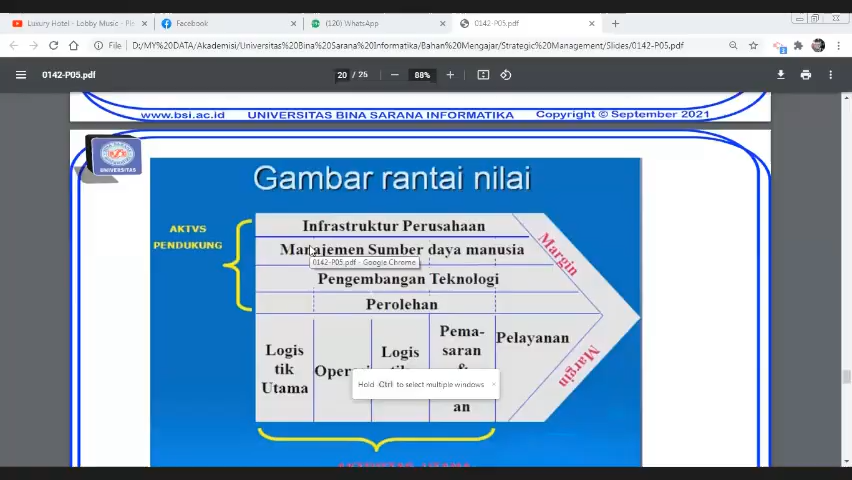 Luxury Hotel - Lobby Music - Pia
Facebook
(120) WhatsApp
0142-P05.pdf
File
D:/MY%20DATA/Akademisi/Universitas%20Bina%20Sarana%20Informatika/Bahan%20Mengajar/Strategic%20Management/Slides/0142-P05.pdf
0142-P05.pdf
20 / 25
88%
www.bsi.ac.id UNIVERSITAS BINA SARANA INFORMATIKA Copyright © September 2021
UNIVERSITAS
Gambar rantai nilai
AKTVS
PENDUKUNG
Infrastruktur Perusahaan
Manajemen Sumber daya manusia
0142-P05.pdf - Google Chrome
Pengembangan Teknologi
Perolehan
Margin
Logis
tik
Utama
Logis
Pema-
saran
&
an
Pelayanan
Margin
Hold Ctrl to select multiple windows